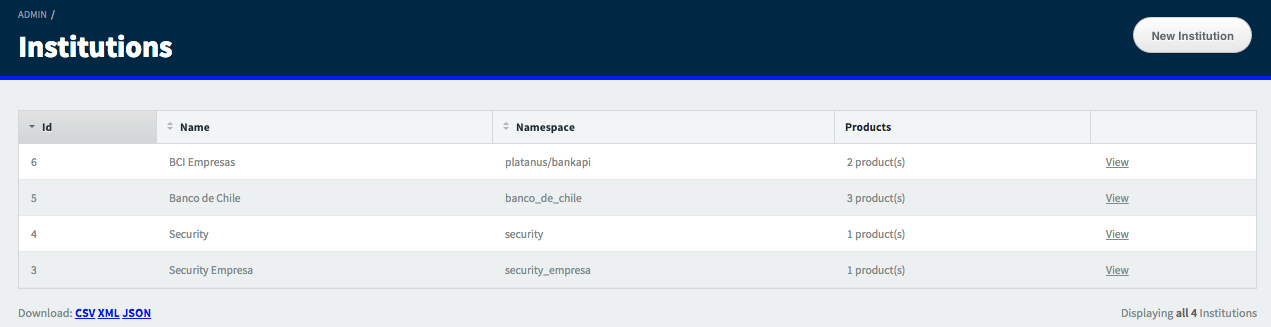 ADMIN /
Institutions
New Institution
Id Name Namespace Products
6 BCI Empresas platanus/bankapi 2 product(s) View
5 Banco de Chile banco_de_chile 3 product(s) View
4 Security security 1 product(s) View
3 Security Empresa security_empresa 1 product(s) View
Download: CSV XML JSON Displaying all 4 Institutions